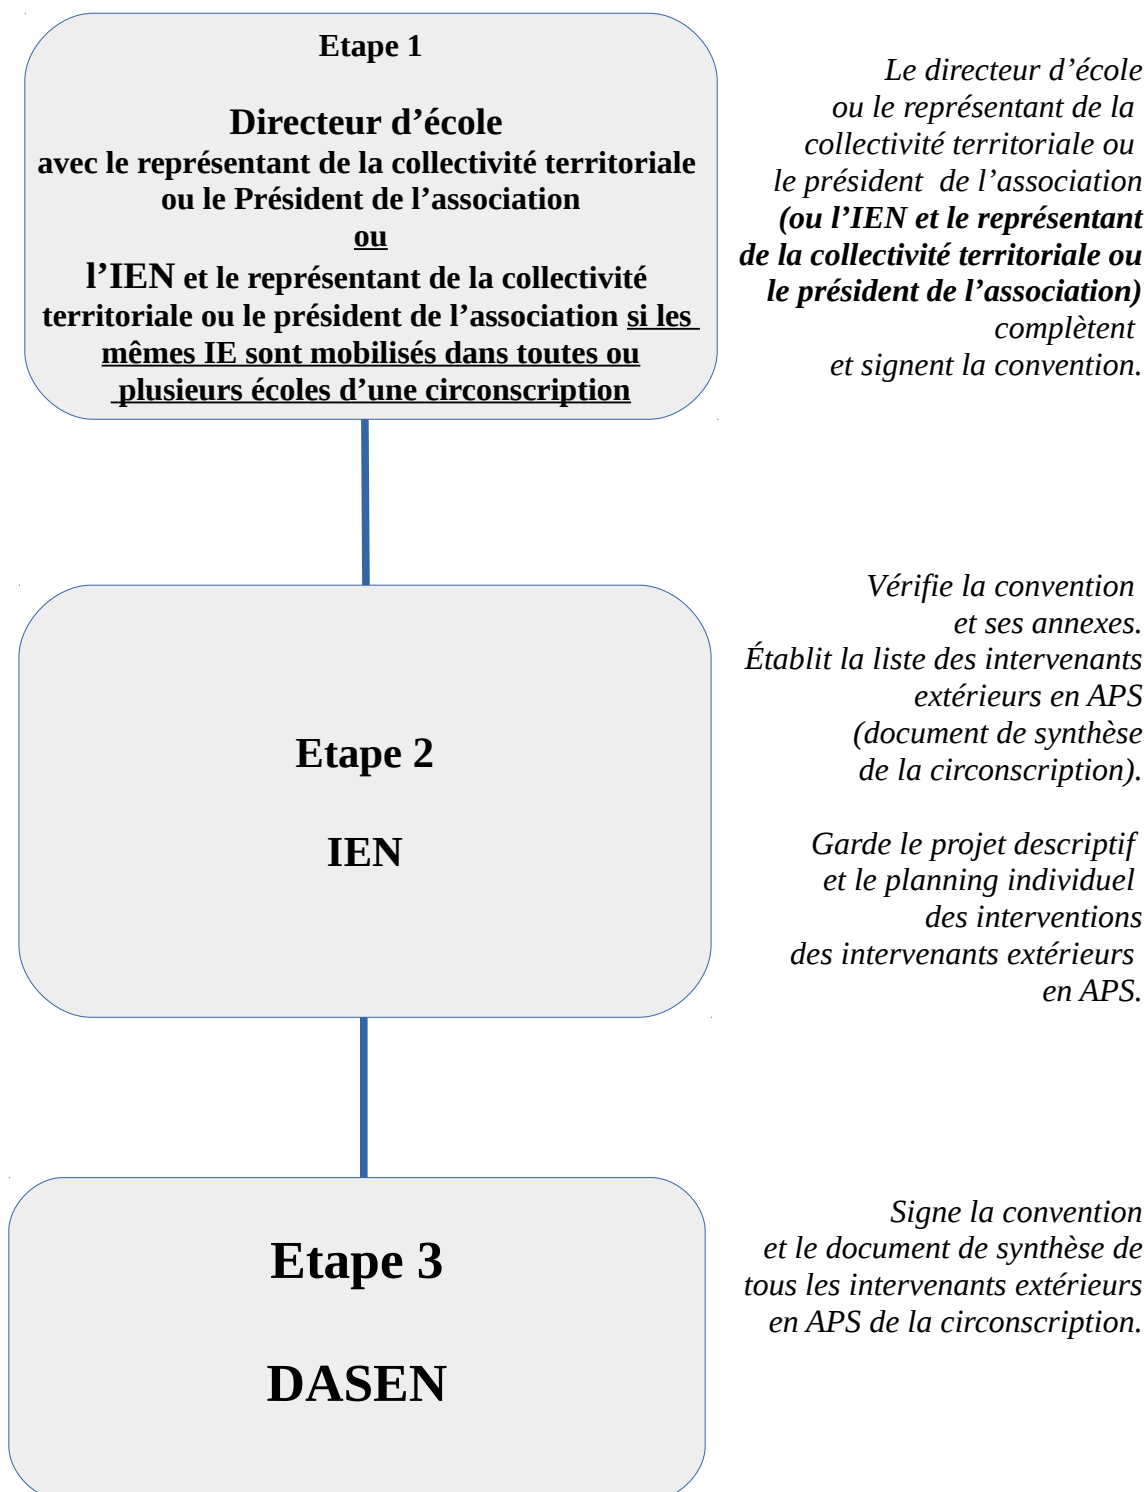 Etape 1
Directeur d’école
avec le représentant de la collectivité territoriale
ou le Président de l’association
ou
l’IEN et le représentant de la collectivité
territoriale ou le président de l’association si les
mêmes IE sont mobilisés dans toutes ou
plusieurs écoles d’une circonscription
Le directeur d’école
ou le représentant de la
collectivité territoriale ou
le président de l’association
(ou l’IEN et le représentant
de la collectivité territoriale ou
le président de l’association)
complètent
et signent la convention.
Etape 2
IEN
Vérifie la convention
et ses annexes.
Établit la liste des intervenants
extérieurs en APS
(document de synthèse
de la circonscription).
Garde le projet descriptif
et le planning individuel
des interventions
des intervenants extérieurs
en APS.
Etape 3
DASEN
Signe la convention
et le document de synthèse de
tous les intervenants extérieurs
en APS de la circonscription.